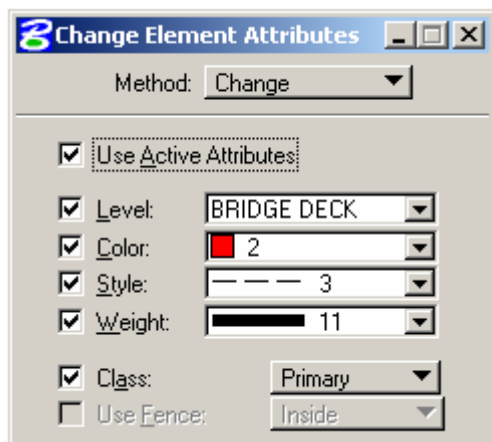 Change Element Attributes
Method: Change
Use Active Attributes
Level: BRIDGE DECK
Color: 2
Style: 3
Weight: 11
Class: Primary
Use Fence: Inside